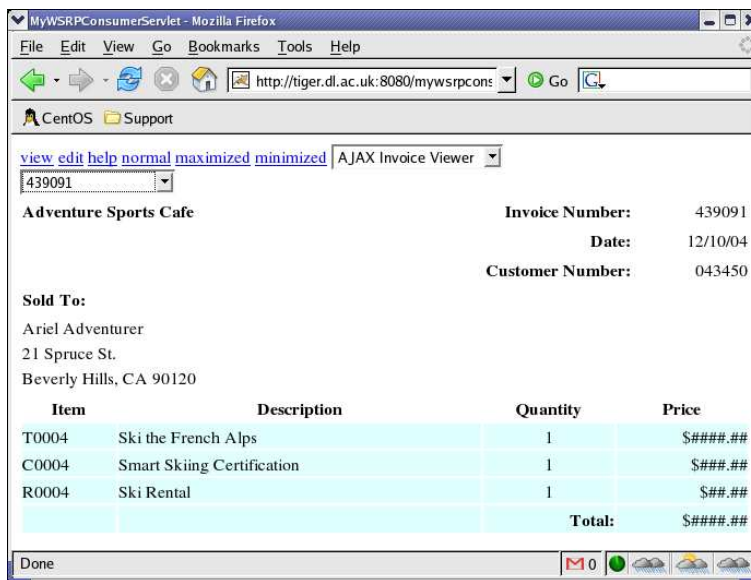 MyWSRPConsumerServlet - Mozilla Firefox
File Edit View Go Bookmarks Tools Help
http://tiger.dl.ac.uk:8080/mywsrpcons Go G
CentOS Support
view edit help normal maximized minimized AJAX Invoice Viewer
439091
Adventure Sports Cafe Invoice Number: 439091
Date: 12/10/04
Customer Number: 043450
Sold To:
Ariel Adventurer
21 Spruce St.
Beverly Hills, CA 90120
Item Description Quantity Price
T0004 Ski the French Alps 1 $####.##
C0004 Smart Skiing Certification 1 $###.##
R0004 Ski Rental 1 $##.##
Total: $####.##
Done M 0